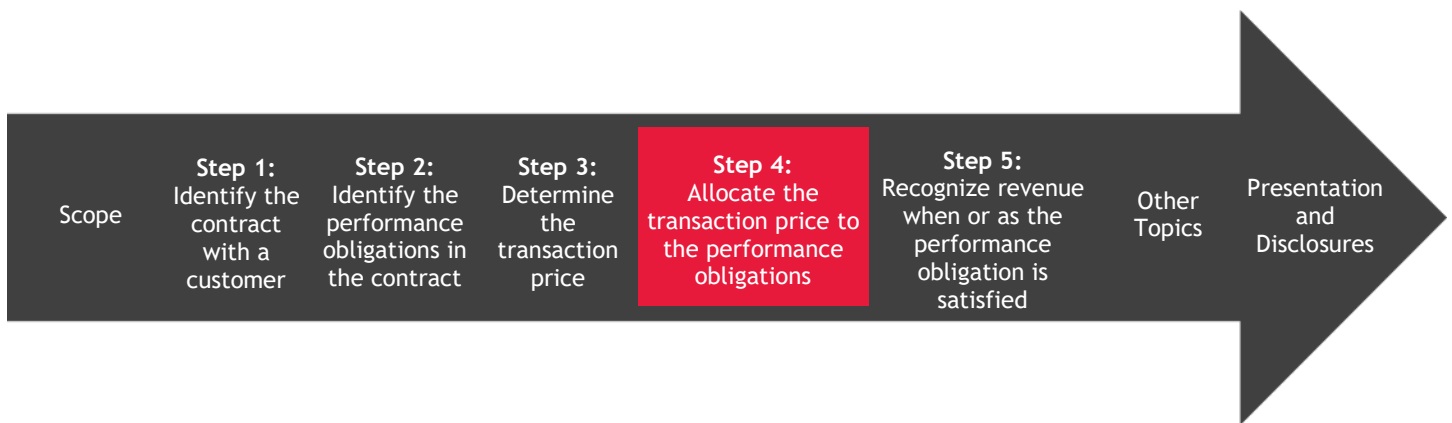 Scope
Step 1:
Identify the
contract
with a
customer
Step 2:
Identify the
performance
obligations in
the contract
Step 3:
Determine
the
transaction
price
Step 4:
Allocate the
transaction price to
the performance
obligations
Step 5:
Recognize revenue
when or as the
performance
obligation is
satisfied
Other
Topics
Presentation
and
Disclosures